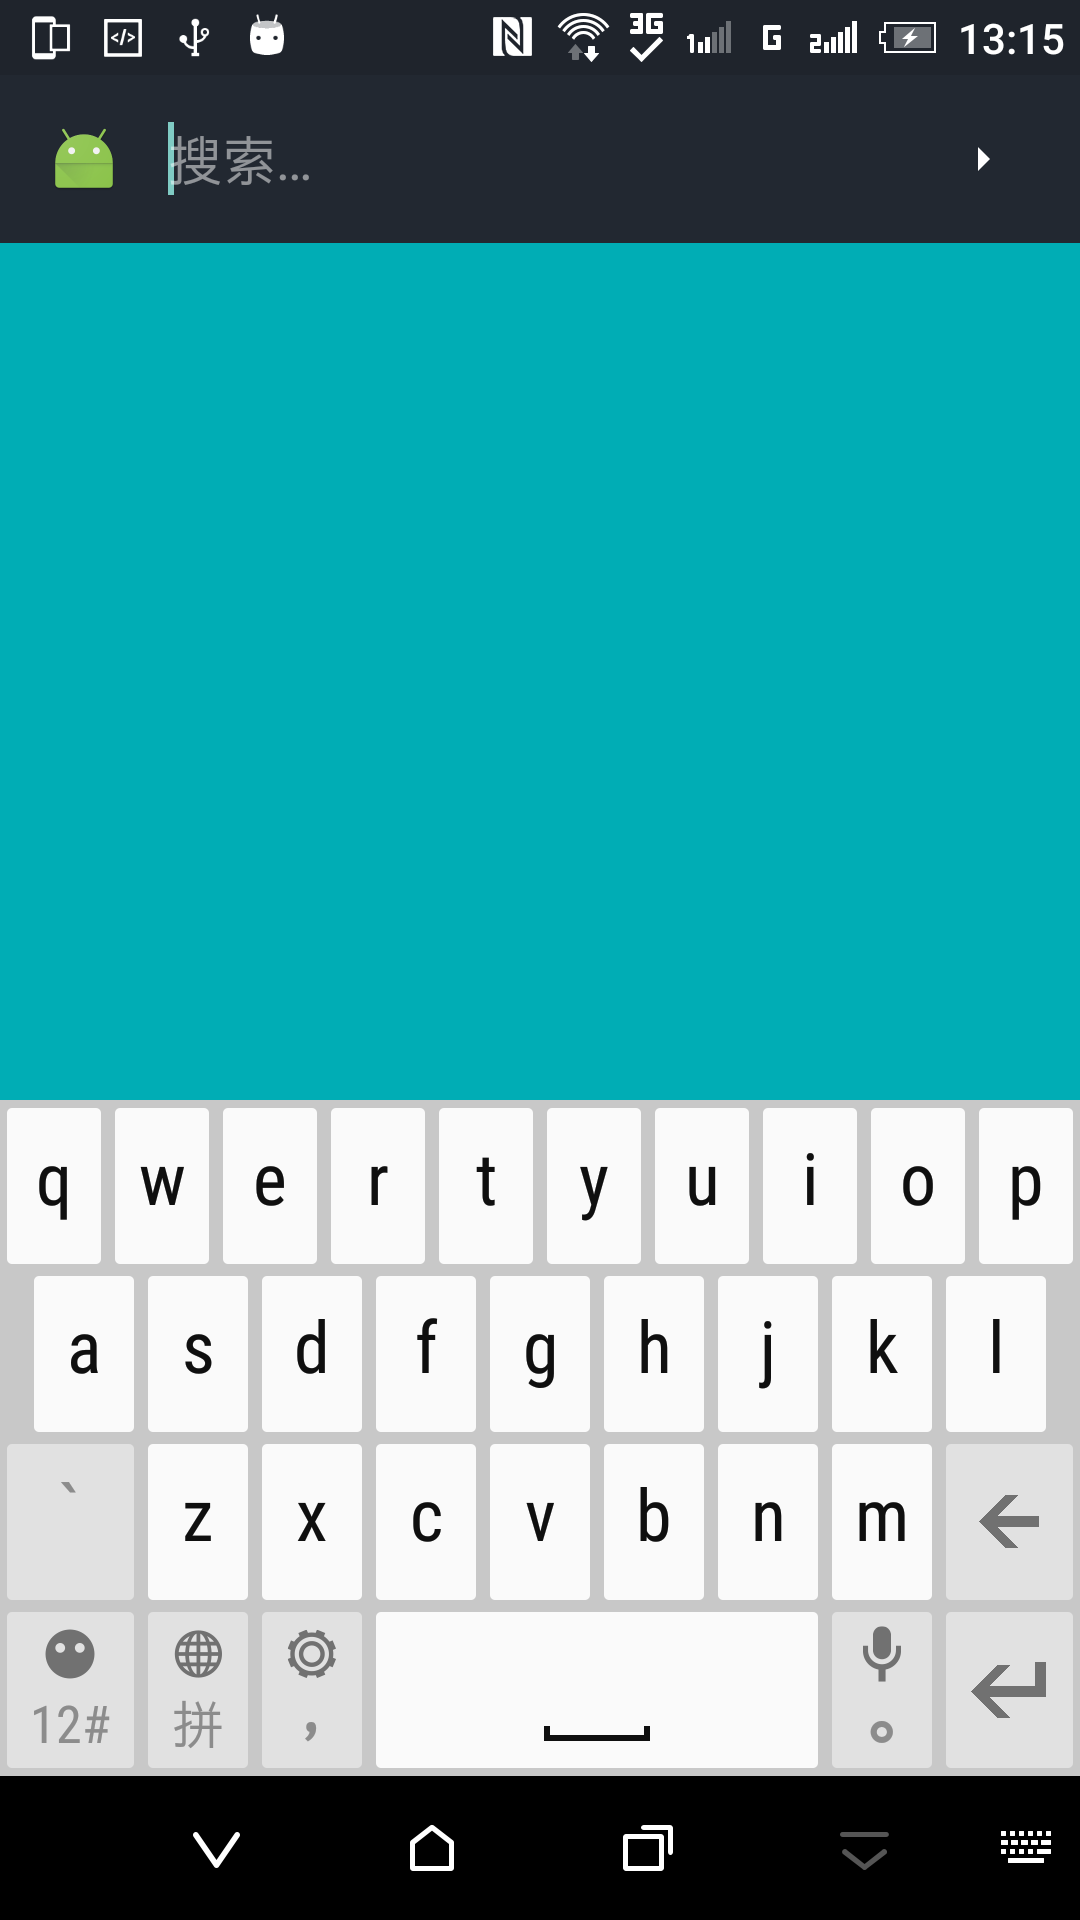 3G 1 G 2 13:15
搜索...
q w e r t y u i o p
a s d f g h j k l
` z x c v b n m
12# 拼 ， 。